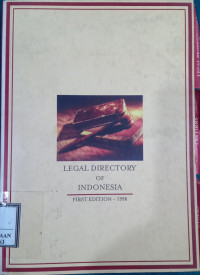 LEGAL DIRECTORY
OF
INDONESIA
FIRST EDITION - 1998